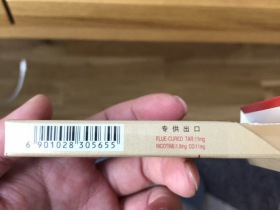 专供出口
FLUE-CURED TAR:11mg
NICOTINE:1.0mg CO:11mg
6 901028 305655